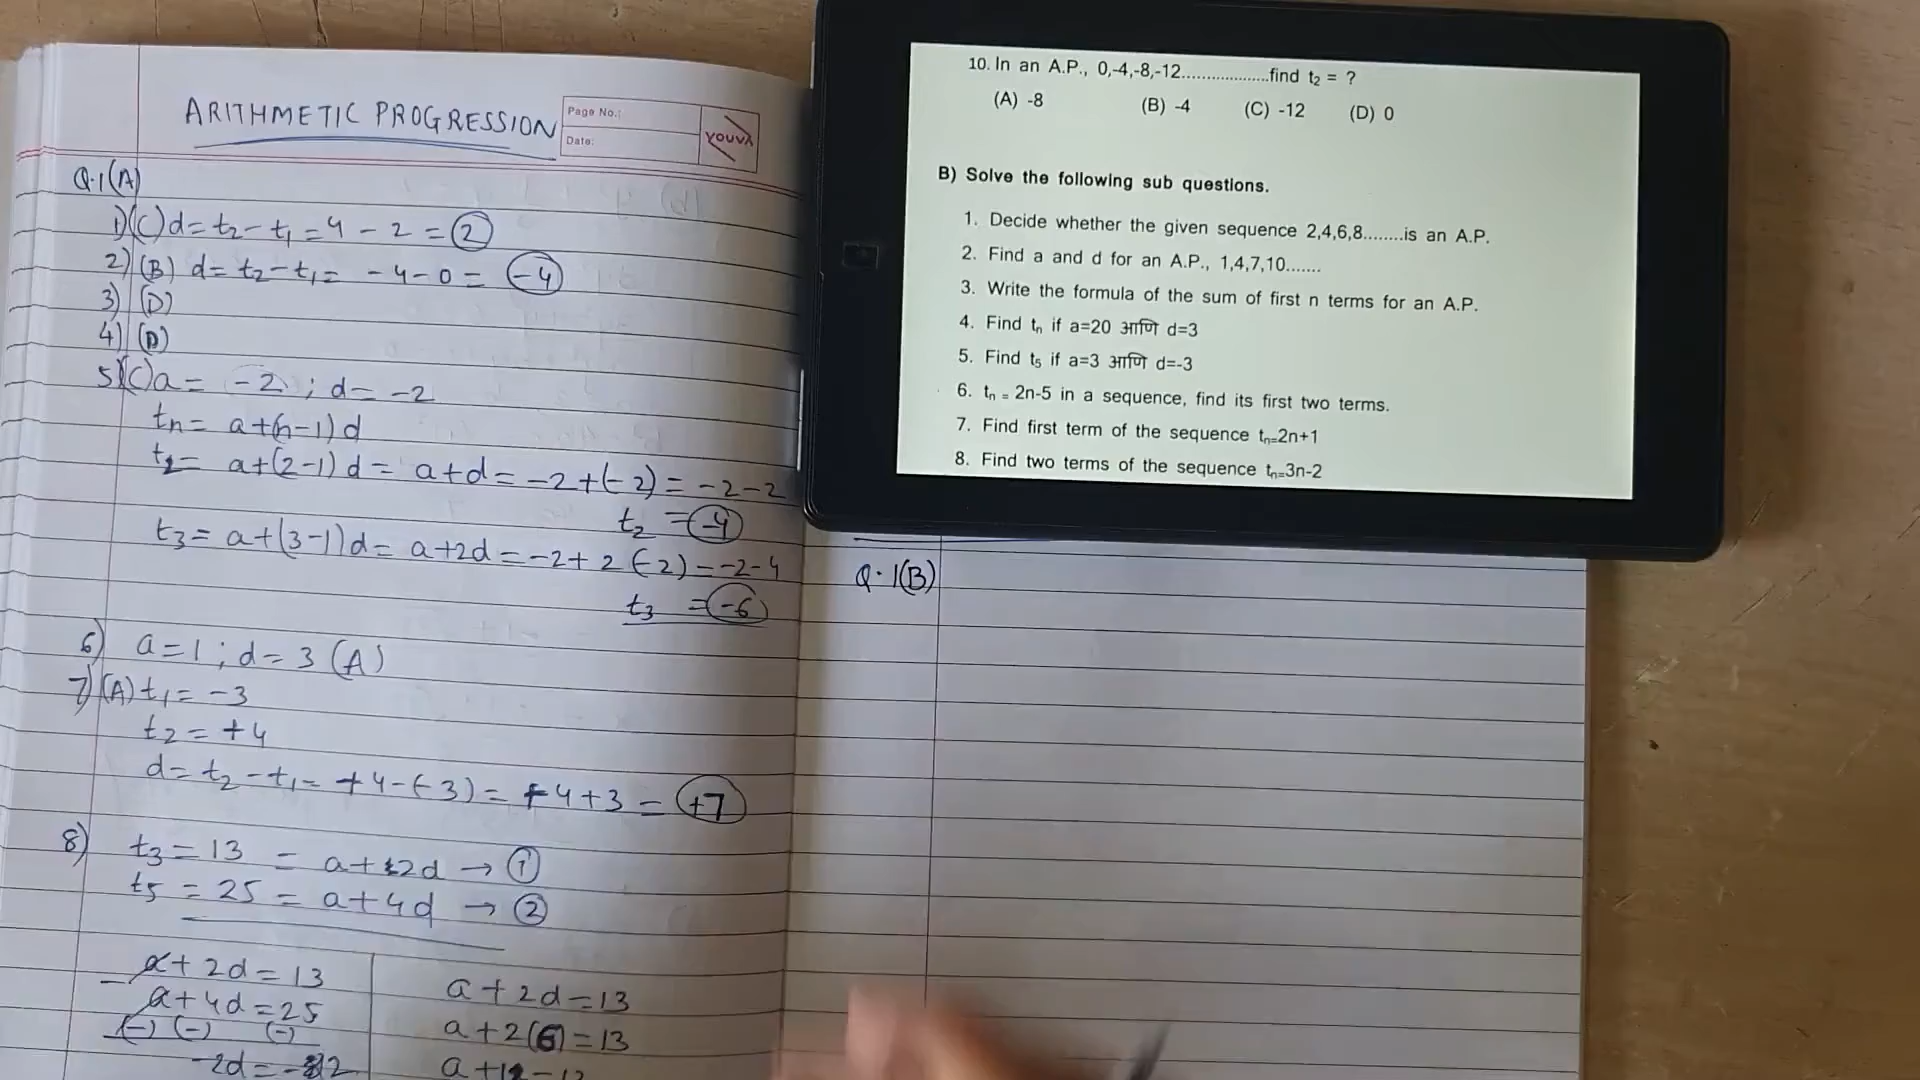 ARITHMETIC PROGRESSION
Page No.:
Date:
YOUVA
Q.1(A)
1) (C) d = t₂ - t₁ = 4 - 2 = 2
2) (B) d = t₂ - t₁ = -4 - 0 = -4
3) (D)
4) (D)
5) (C) a = -2 ; d = -2
tn = a+(n-1)d
t₂ = a+(2-1)d = a+d = -2+(-2) = -2-2
t₂ = -4
t₃ = a+(3-1)d = a+2d = -2+2(-2) = -2-4
t₃ = -6
6) a = 1 ; d = 3 (A)
7) (A) t₁ = -3
t₂ = +4
d = t₂ - t₁ = +4-(-3) = +4+3 = +7
8) t₃ = 13 = a+2d → 1
t₅ = 25 = a+4d → 2
a + 2d = 13
- a + 4d = 25
(-) (-) (-)
-2d =
a + 2d = 13
a + 2(6) = 13
10. In an A.P., 0,-4,-8,-12...................find t₂ = ?
(A) -8 (B) -4 (C) -12 (D) 0
B) Solve the following sub questions.
1. Decide whether the given sequence 2,4,6,8........is an A.P.
2. Find a and d for an A.P., 1,4,7,10.......
3. Write the formula of the sum of first n terms for an A.P.
4. Find tn if a=20 आणि d=3
5. Find t₅ if a=3 आणि d=-3
6. tn = 2n-5 in a sequence, find its first two terms.
7. Find first term of the sequence tn=2n+1
8. Find two terms of the sequence tn=3n-2
Q.1(B)